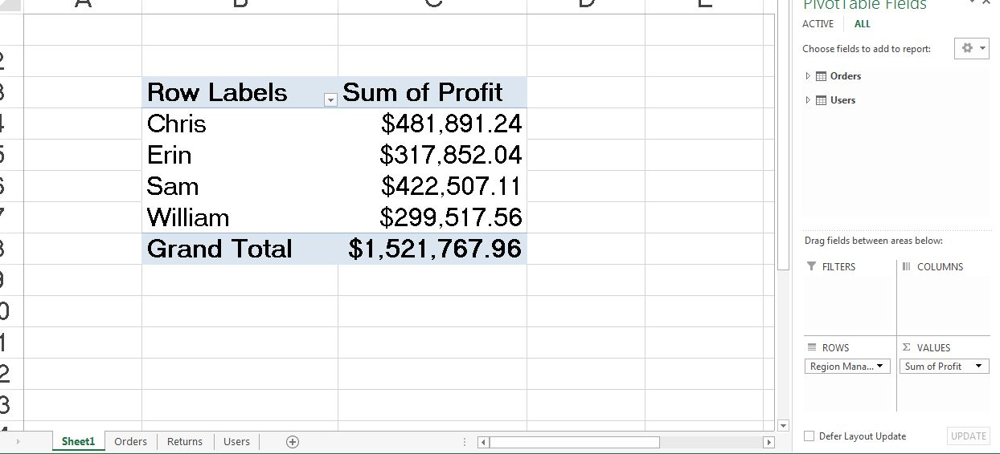 PivotTable Fields
ACTIVE ALL
Choose fields to add to report:
Orders
Users
Row Labels Sum of Profit
Chris $481,891.24
Erin $317,852.04
Sam $422,507.11
William $299,517.56
Grand Total $1,521,767.96
Drag fields between areas below:
FILTERS COLUMNS
ROWS Σ VALUES
Region Mana... Sum of Profit
Defer Layout Update UPDATE
Sheet1 Orders Returns Users